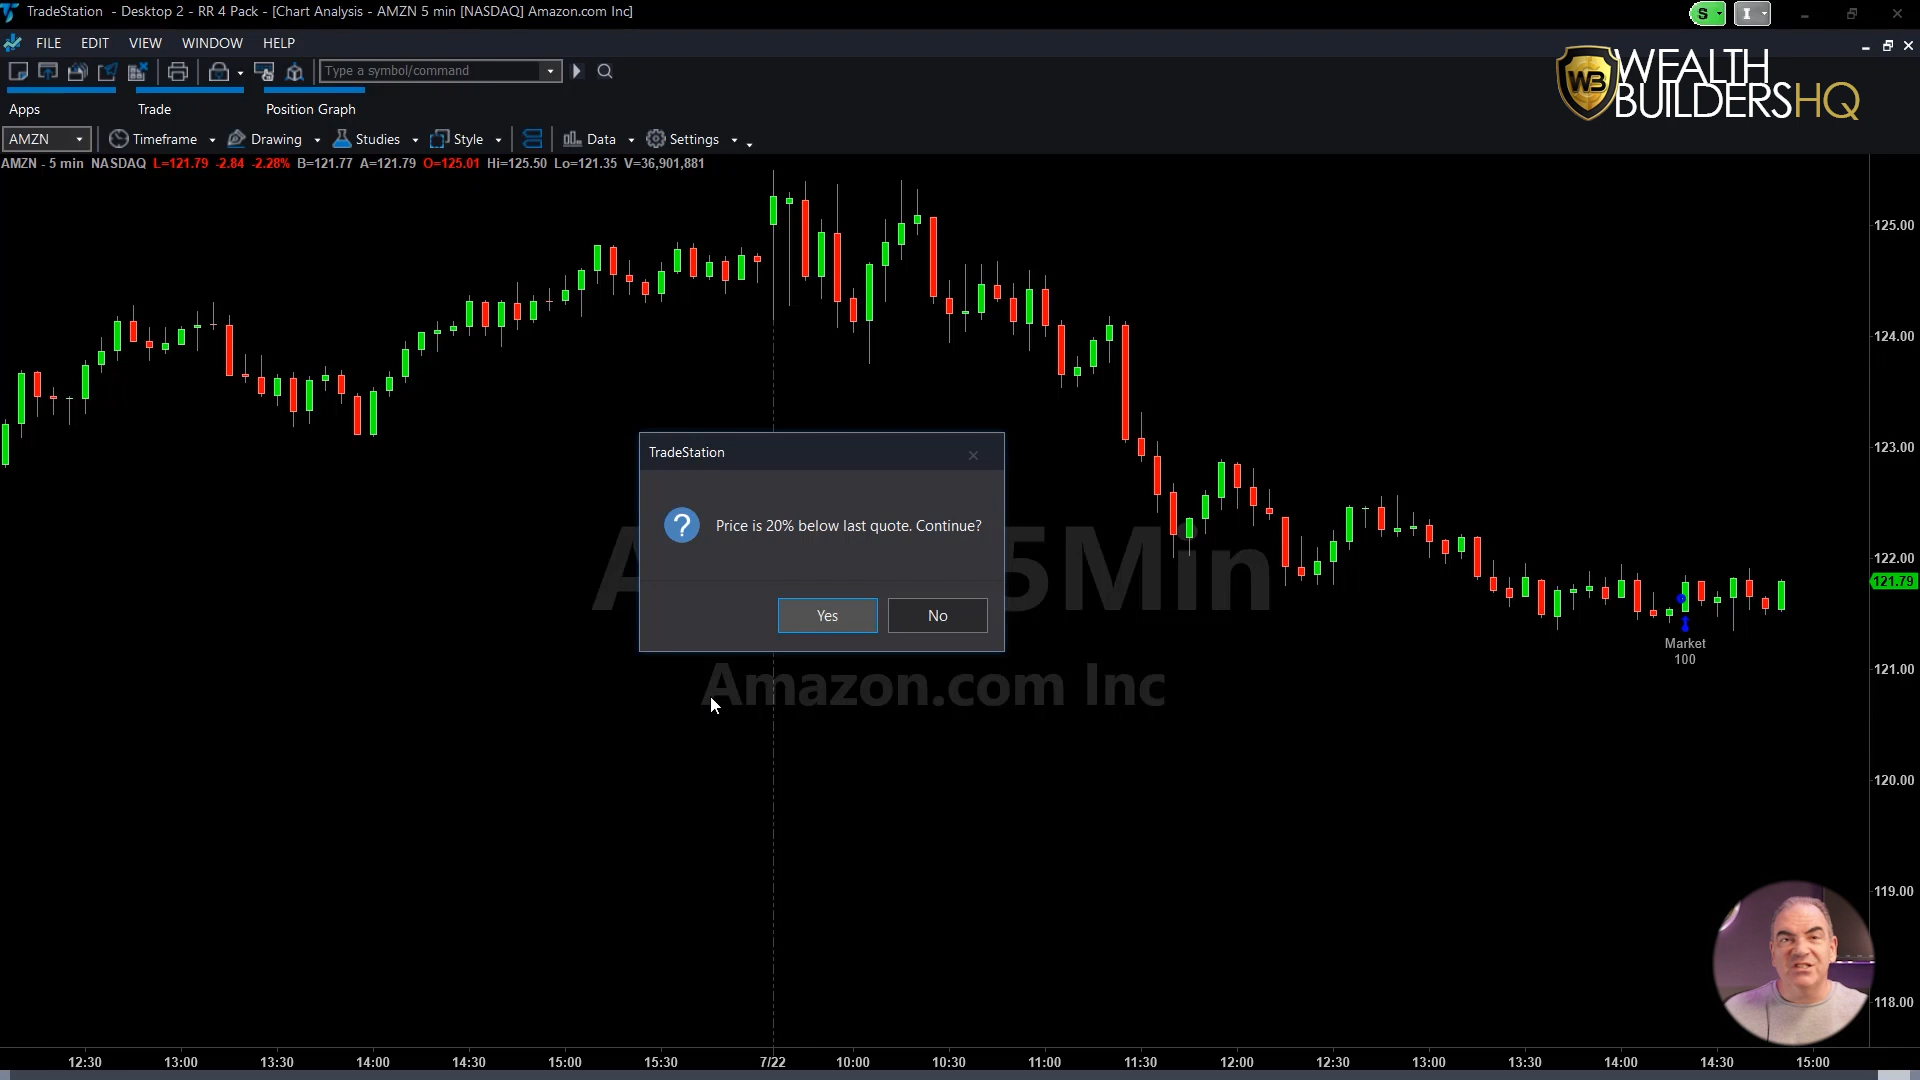 TradeStation - Desktop 2 - RR 4 Pack - [Chart Analysis - AMZN 5 min [NASDAQ] Amazon.com Inc]
S
I
FILE EDIT VIEW WINDOW HELP
Type a symbol/command
WB WEALTH
BUILDERSHQ
Apps Trade Position Graph
AMZN Timeframe Drawing Studies Style Data Settings
AMZN - 5 min NASDAQ L=121.79 -2.84 -2.28% B=121.77 A=121.79 O=125.01 Hi=125.50 Lo=121.35 V=36,901,881
125.00
124.00
123.00
TradeStation
Price is 20% below last quote. Continue?
5Min
Yes No
122.00
121.79
Market
100
121.00
Amazon.com Inc
120.00
119.00
118.00
12:30 13:00 13:30 14:00 14:30 15:00 15:30 7/22 10:00 10:30 11:00 11:30 12:00 12:30 13:00 13:30 14:00 14:30 15:00